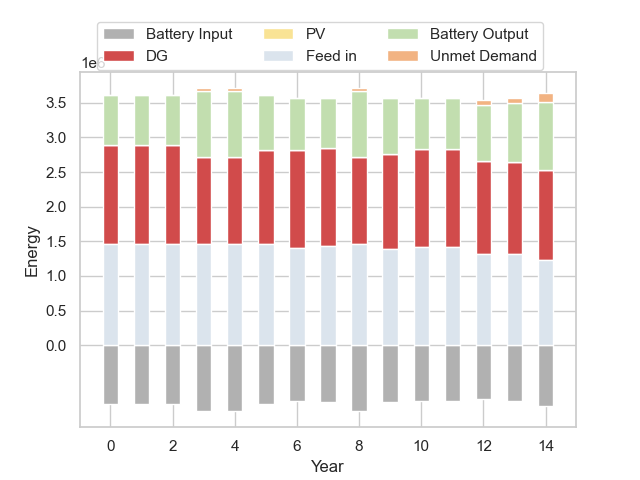 Battery Input PV Battery Output
DG Feed in Unmet Demand
1e6
3.5
3.0
2.5
2.0
1.5
1.0
0.5
0.0
Energy
0 2 4 6 8 10 12 14
Year